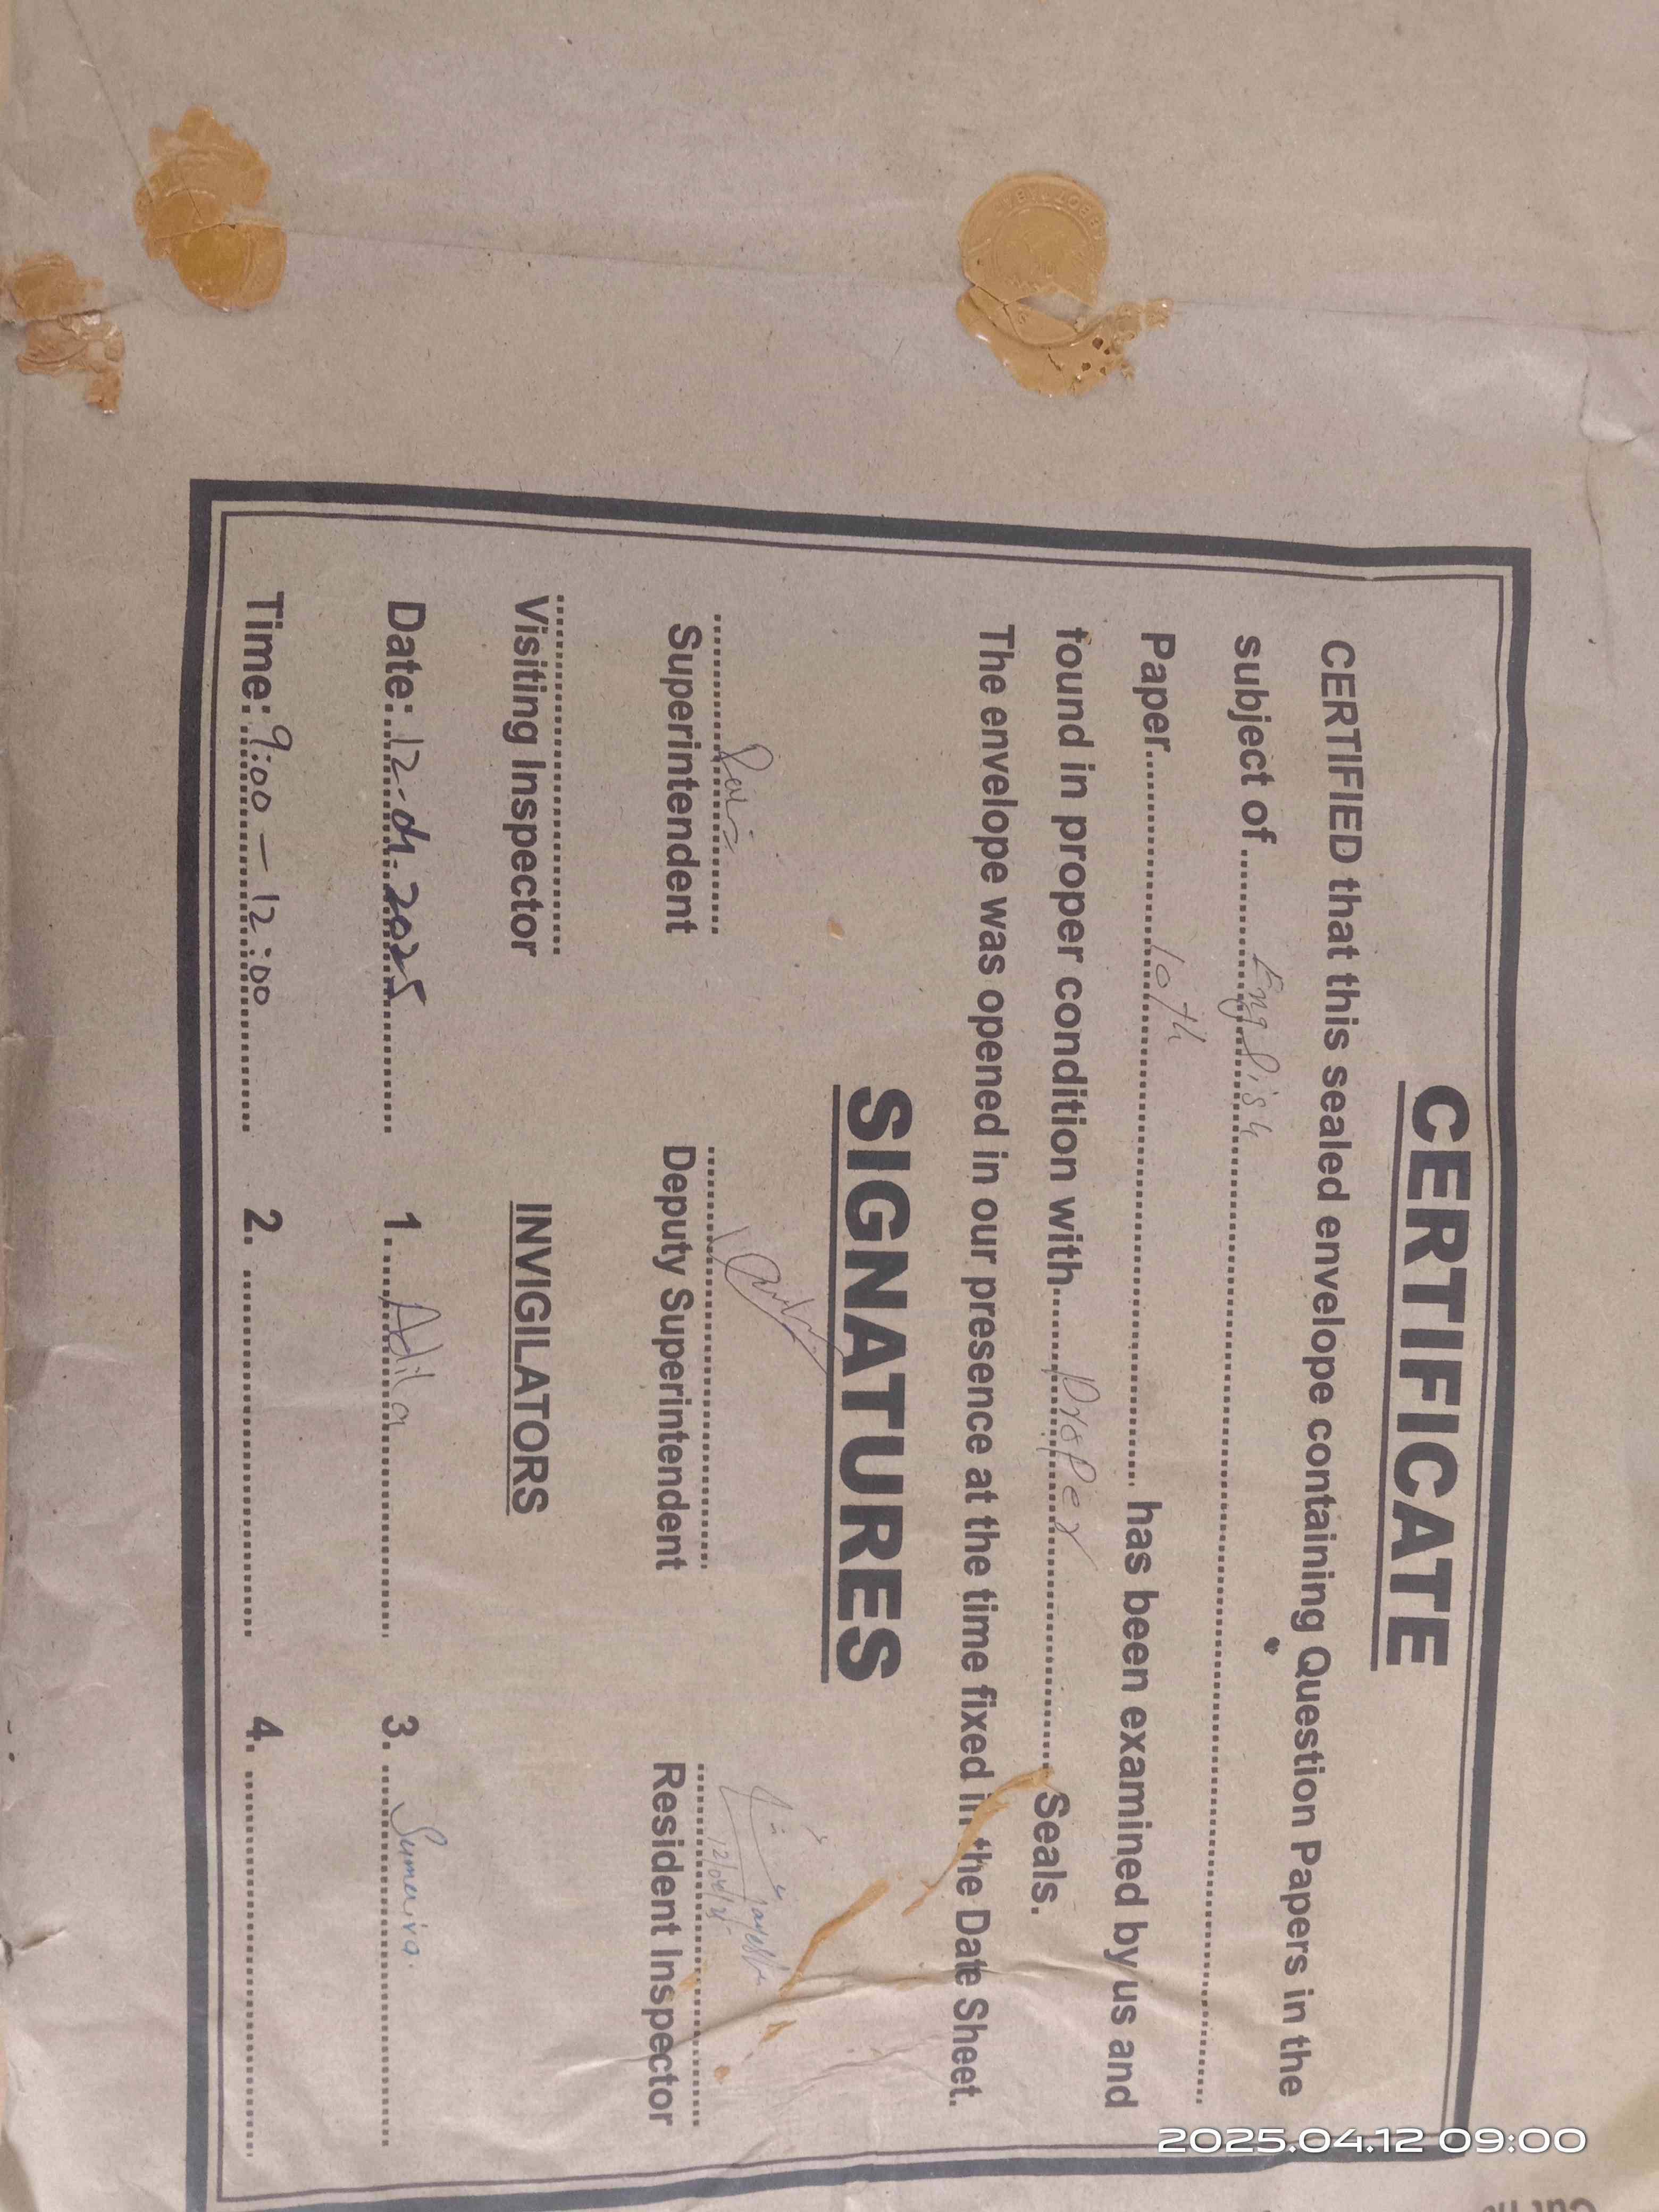 CERTIFICATE
CERTIFIED that this sealed envelope containing Question Papers in the
subject of.......... English ..........
Paper.......... 10th .......... has been examined by us and
found in proper condition with.......... Proper .......... Seals.
The envelope was opened in our presence at the time fixed in the Date Sheet.
SIGNATURES
Superintendent Deputy Superintendent Resident Inspector
12/04/25
Visiting Inspector INVIGILATORS
Date: 12-04-2025 1. Adila 3. Sumaira
Time: 9:00 – 12:00 2. .......... 4. ..........
2025.04.12 09:00